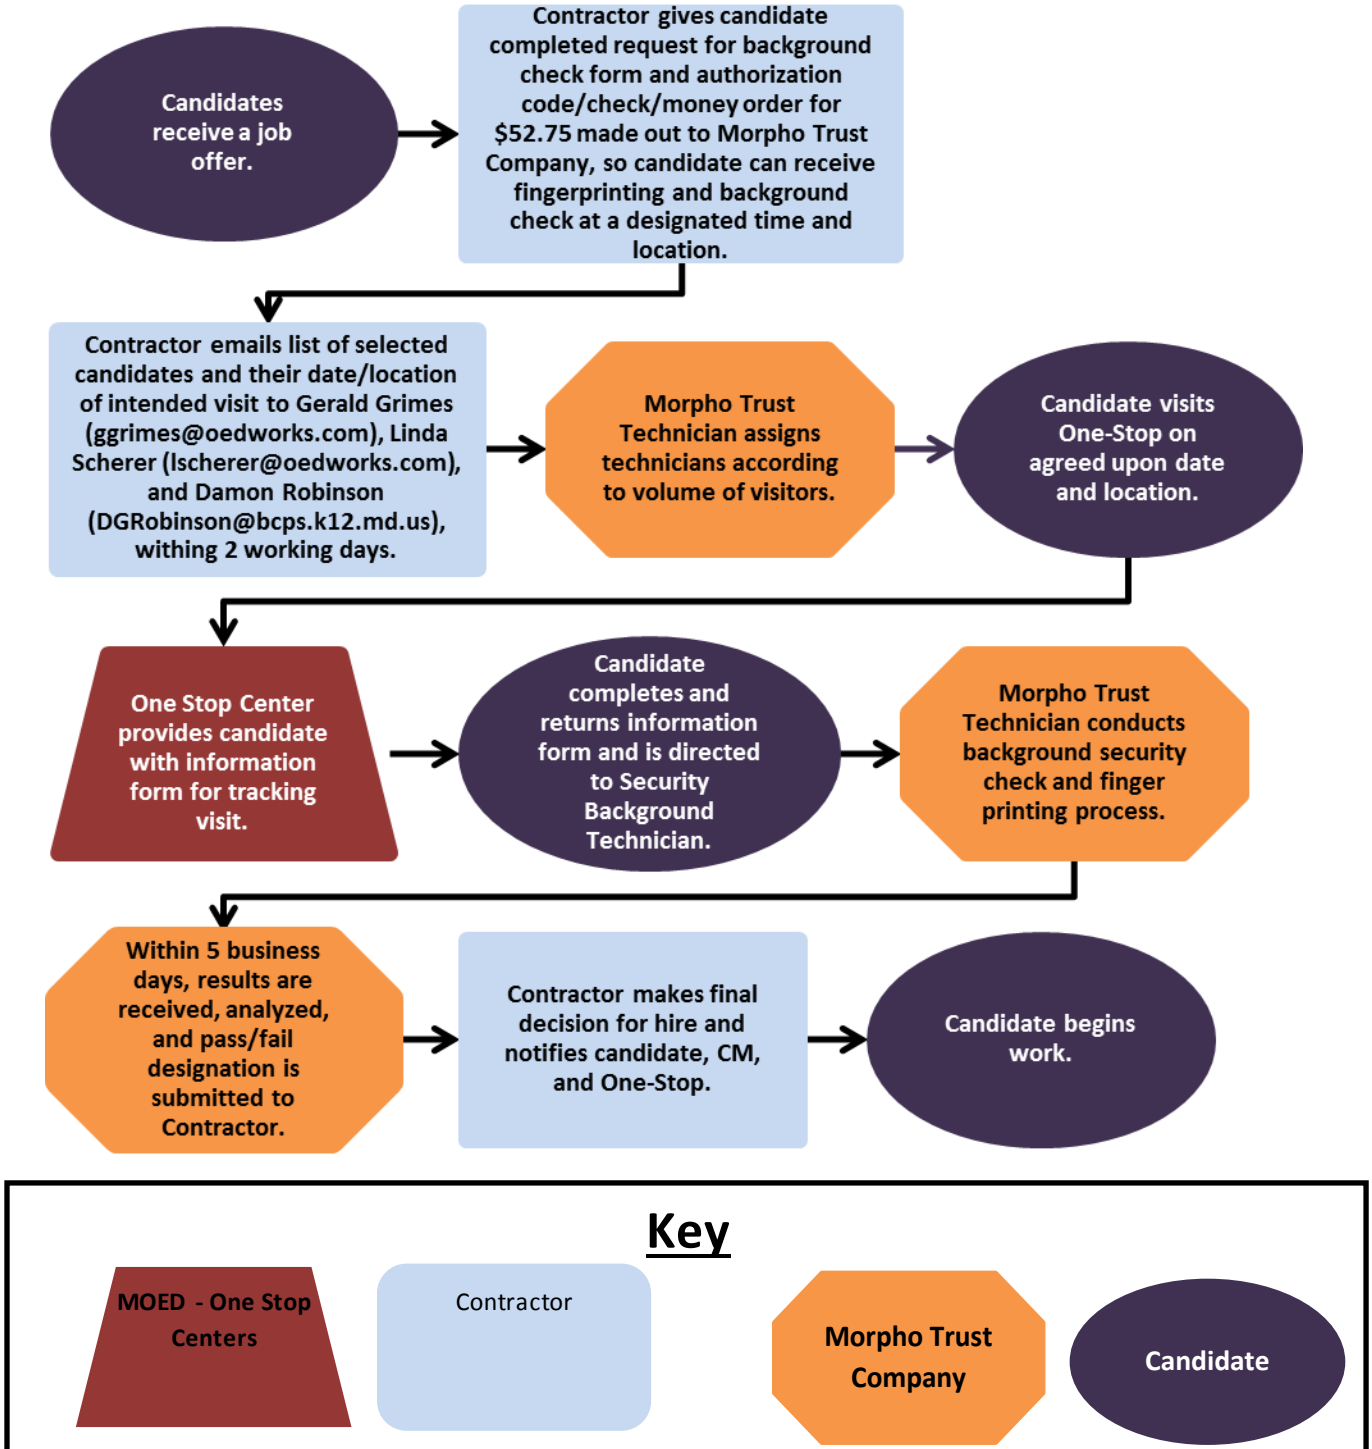 Candidates
receive a job
offer.
Contractor gives candidate
completed request for background
check form and authorization
code/check/money order for
$52.75 made out to Morpho Trust
Company, so candidate can receive
fingerprinting and background
check at a designated time and
location.
Contractor emails list of selected
candidates and their date/location
of intended visit to Gerald Grimes
(ggrimes@oedworks.com), Linda
Scherer (lscherer@oedworks.com),
and Damon Robinson
(DGRobinson@bcps.k12.md.us),
withing 2 working days.
Morpho Trust
Technician assigns
technicians according
to volume of visitors.
Candidate visits
One-Stop on
agreed upon date
and location.
One Stop Center
provides candidate
with information
form for tracking
visit.
Candidate
completes and
returns information
form and is directed
to Security
Background
Technician.
Morpho Trust
Technician conducts
background security
check and finger
printing process.
Within 5 business
days, results are
received, analyzed,
and pass/fail
designation is
submitted to
Contractor.
Contractor makes final
decision for hire and
notifies candidate, CM,
and One-Stop.
Candidate begins
work.
Key
MOED - One Stop
Centers
Contractor
Morpho Trust
Company
Candidate